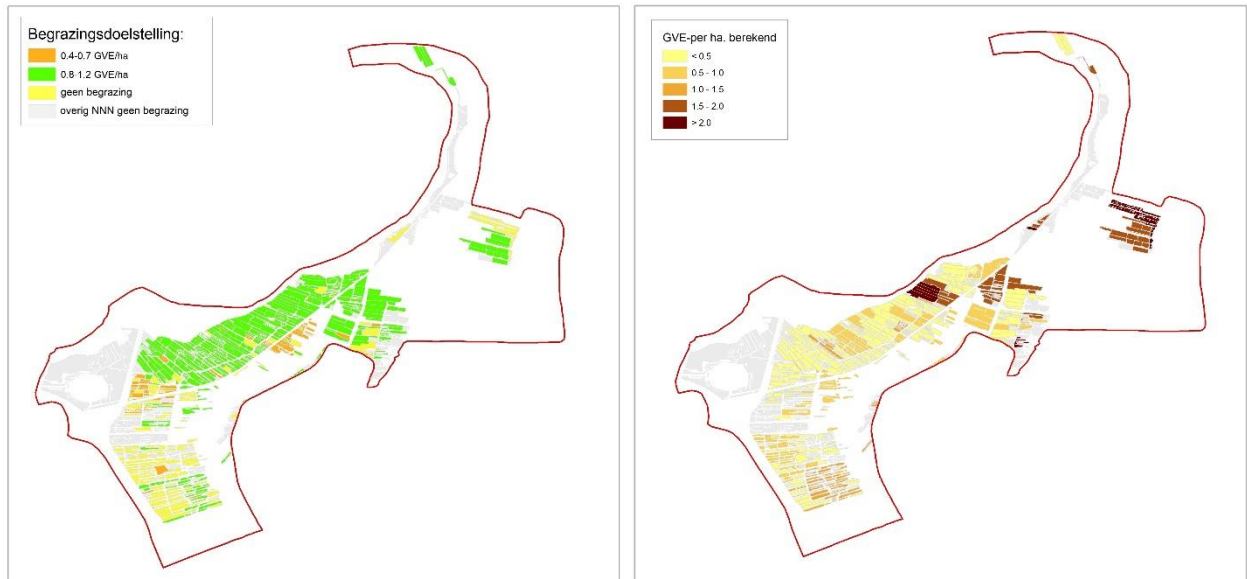 Begrazingsdoelstelling:
0.4-0.7 GVE/ha
0.8-1.2 GVE/ha
geen begrazing
overig NNN geen begrazing
GVE-per ha. berekend
< 0.5
0.5 - 1.0
1.0 - 1.5
1.5 - 2.0
> 2.0